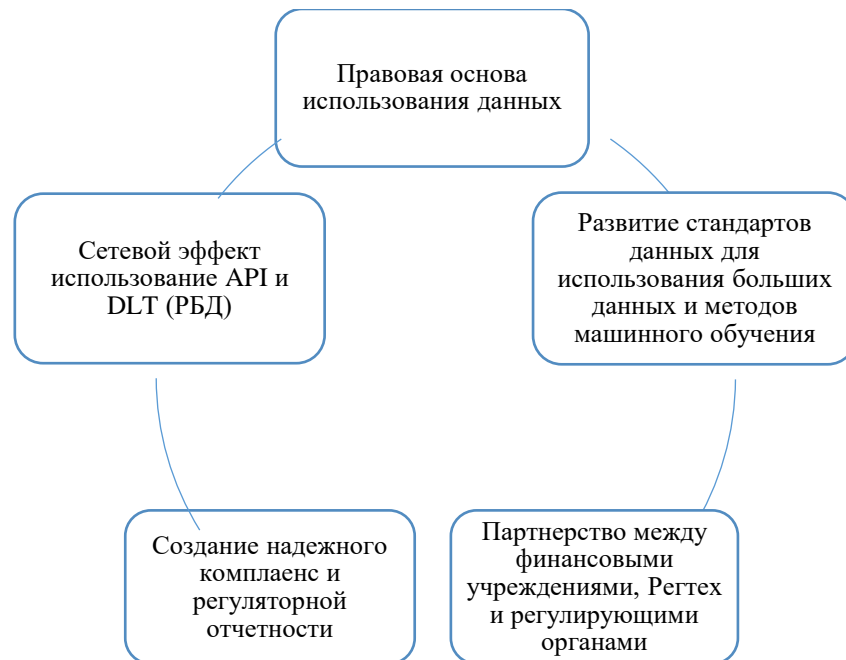 Правовая основа
использования данных
Сетевой эффект
использование API и
DLT (РБД)
Развитие стандартов
данных для
использования больших
данных и методов
машинного обучения
Создание надежного
комплаенс и
регуляторной
отчетности
Партнерство между
финансовыми
учреждениями, Регтех
и регулирующими
органами